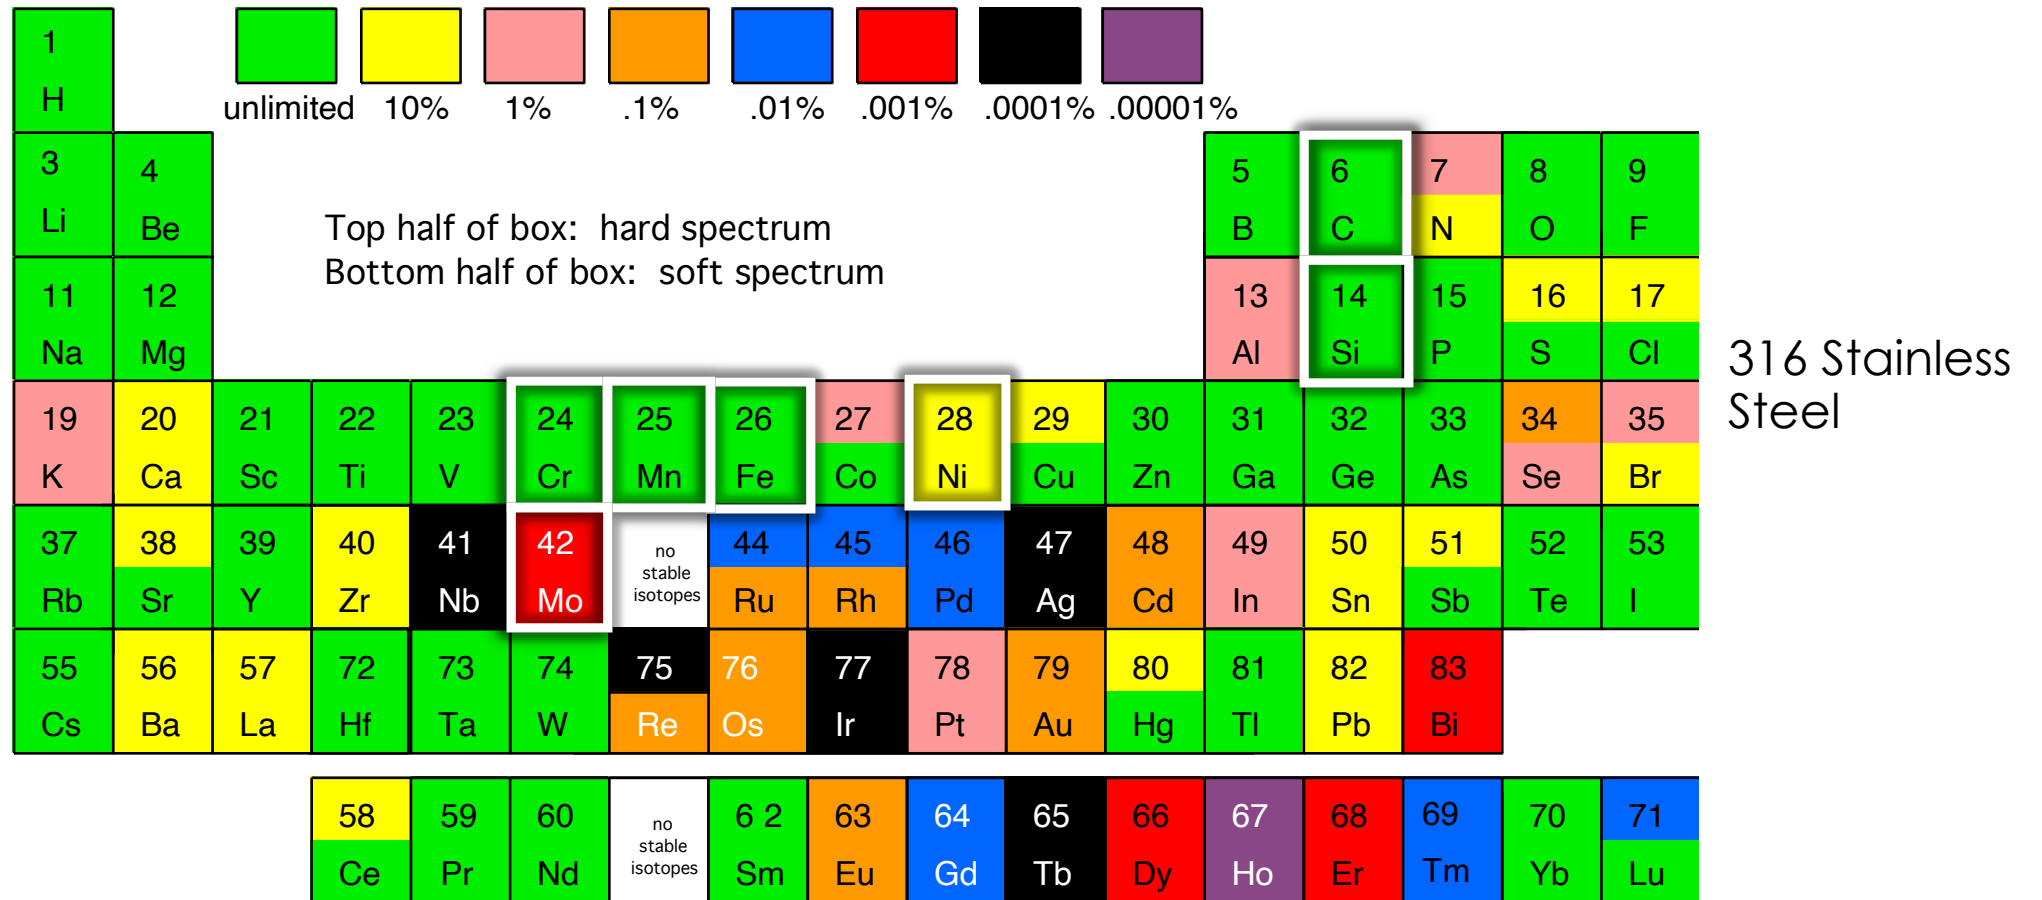 1
H
unlimited 10% 1% .1% .01% .001% .0001% .00001%
3 4 5 6 7 8 9
Li Be B C N O F
Top half of box: hard spectrum
Bottom half of box: soft spectrum
11 12 13 14 15 16 17
Na Mg Al Si P S Cl
316 Stainless
Steel
19 20 21 22 23 24 25 26 27 28 29 30 31 32 33 34 35
K Ca Sc Ti V Cr Mn Fe Co Ni Cu Zn Ga Ge As Se Br
37 38 39 40 41 42 no stable isotopes 44 45 46 47 48 49 50 51 52 53
Rb Sr Y Zr Nb Mo Ru Rh Pd Ag Cd In Sn Sb Te I
55 56 57 72 73 74 75 76 77 78 79 80 81 82 83
Cs Ba La Hf Ta W Re Os Ir Pt Au Hg Tl Pb Bi
58 59 60 no stable isotopes 6 2 63 64 65 66 67 68 69 70 71
Ce Pr Nd Sm Eu Gd Tb Dy Ho Er Tm Yb Lu